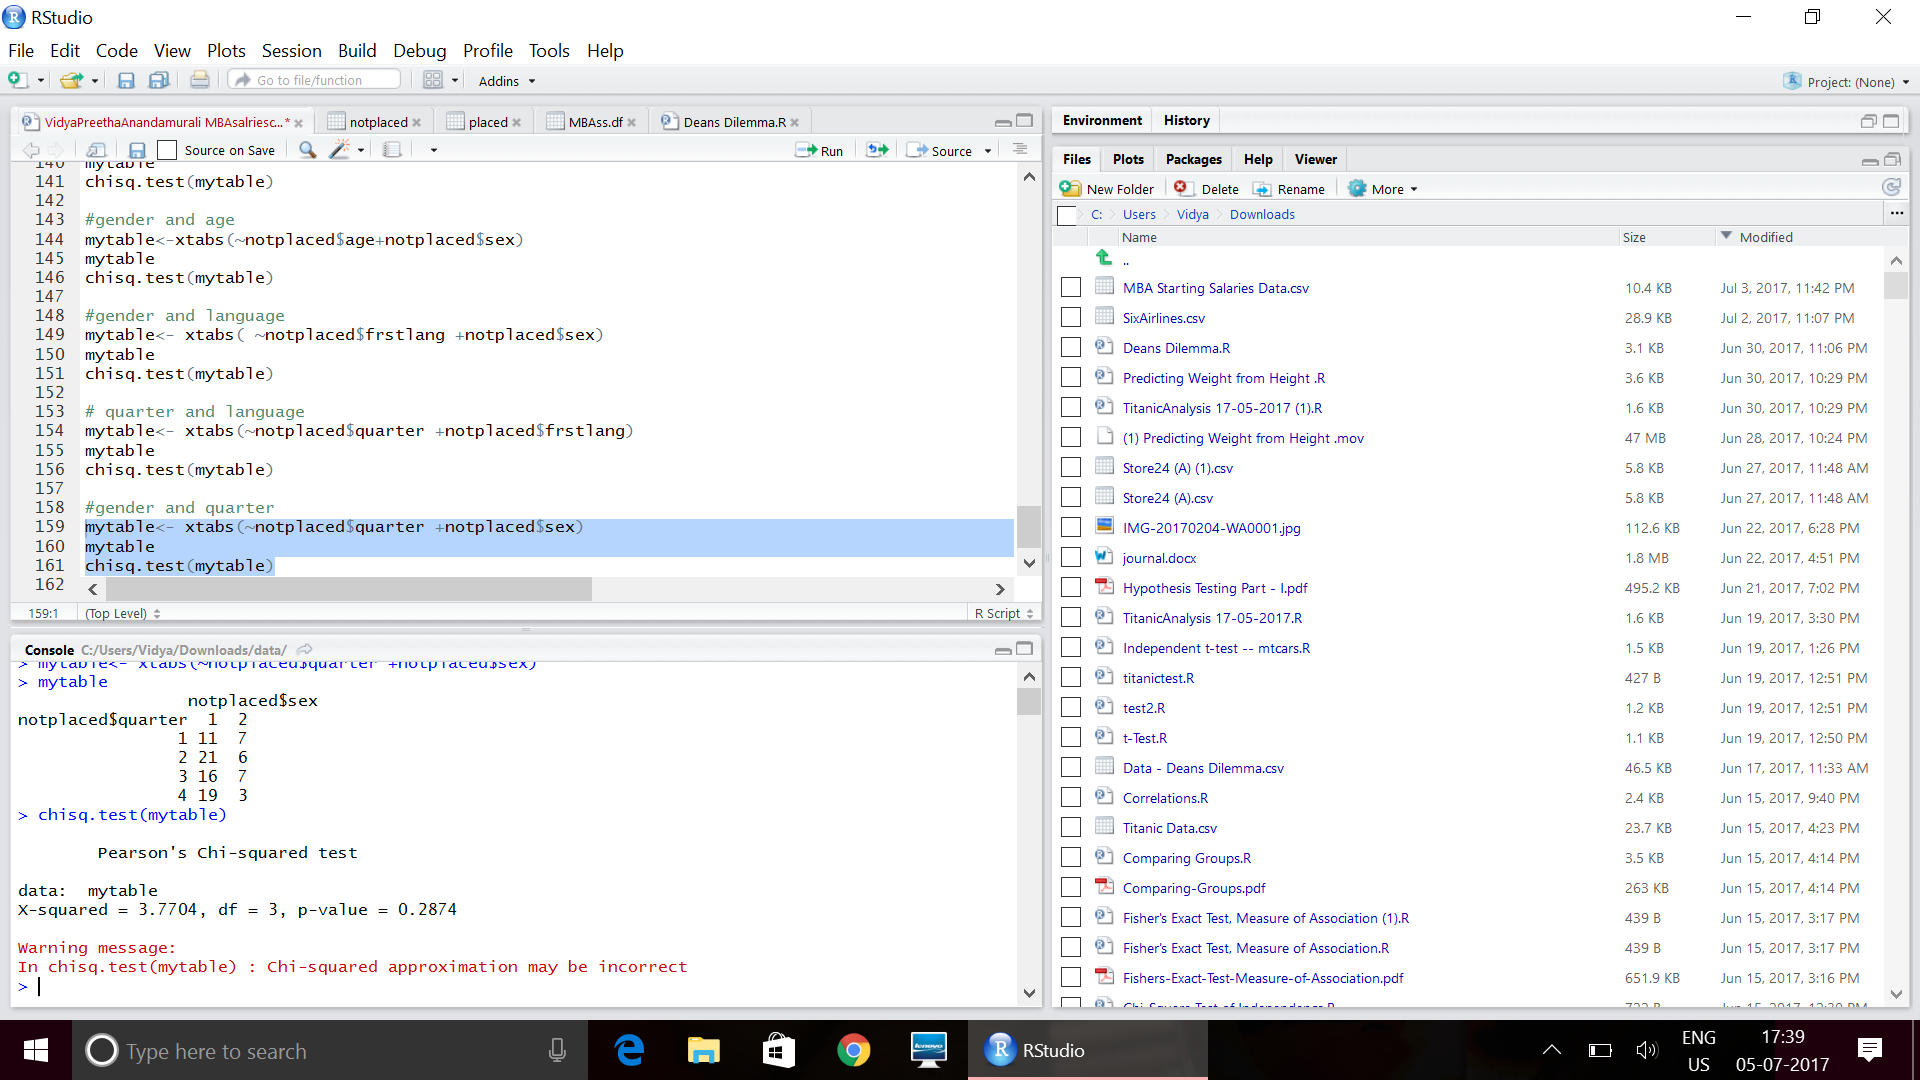 RStudio
File Edit Code View Plots Session Build Debug Profile Tools Help
Go to file/function Addins Project: (None)
VidyaPreethaAnandamurali MBAsalriesc...* notplaced placed MBAss.df Deans Dilemma.R
Source on Save Run Source
140 mytable
141 chisq.test(mytable)
142
143 #gender and age
144 mytable<-xtabs(~notplaced$age+notplaced$sex)
145 mytable
146 chisq.test(mytable)
147
148 #gender and language
149 mytable<- xtabs( ~notplaced$frstlang +notplaced$sex)
150 mytable
151 chisq.test(mytable)
152
153 # quarter and language
154 mytable<- xtabs(~notplaced$quarter +notplaced$frstlang)
155 mytable
156 chisq.test(mytable)
157
158 #gender and quarter
159 mytable<- xtabs(~notplaced$quarter +notplaced$sex)
160 mytable
161 chisq.test(mytable)
162
159:1 (Top Level) R Script
Console C:/Users/Vidya/Downloads/data/
> mytable<- xtabs(~notplaced$quarter +notplaced$sex)
> mytable
notplaced$sex
notplaced$quarter 1 2
1 11 7
2 21 6
3 16 7
4 19 3
> chisq.test(mytable)
Pearson's Chi-squared test
data: mytable
X-squared = 3.7704, df = 3, p-value = 0.2874
Warning message:
In chisq.test(mytable) : Chi-squared approximation may be incorrect
>
Environment History
Files Plots Packages Help Viewer
New Folder Delete Rename More
C: Users Vidya Downloads ...
Name Size Modified
..
MBA Starting Salaries Data.csv 10.4 KB Jul 3, 2017, 11:42 PM
SixAirlines.csv 28.9 KB Jul 2, 2017, 11:07 PM
Deans Dilemma.R 3.1 KB Jun 30, 2017, 11:06 PM
Predicting Weight from Height .R 3.6 KB Jun 30, 2017, 10:29 PM
TitanicAnalysis 17-05-2017 (1).R 1.6 KB Jun 30, 2017, 10:29 PM
(1) Predicting Weight from Height .mov 47 MB Jun 28, 2017, 10:24 PM
Store24 (A) (1).csv 5.8 KB Jun 27, 2017, 11:48 AM
Store24 (A).csv 5.8 KB Jun 27, 2017, 11:48 AM
IMG-20170204-WA0001.jpg 112.6 KB Jun 22, 2017, 6:28 PM
journal.docx 1.8 MB Jun 22, 2017, 4:51 PM
Hypothesis Testing Part - I.pdf 495.2 KB Jun 21, 2017, 7:02 PM
TitanicAnalysis 17-05-2017.R 1.6 KB Jun 19, 2017, 3:30 PM
Independent t-test -- mtcars.R 1.5 KB Jun 19, 2017, 1:26 PM
titanictest.R 427 B Jun 19, 2017, 12:51 PM
test2.R 1.2 KB Jun 19, 2017, 12:51 PM
t-Test.R 1.1 KB Jun 19, 2017, 12:50 PM
Data - Deans Dilemma.csv 46.5 KB Jun 17, 2017, 11:33 AM
Correlations.R 2.4 KB Jun 15, 2017, 9:40 PM
Titanic Data.csv 23.7 KB Jun 15, 2017, 4:23 PM
Comparing Groups.R 3.5 KB Jun 15, 2017, 4:14 PM
Comparing-Groups.pdf 263 KB Jun 15, 2017, 4:14 PM
Fisher's Exact Test, Measure of Association (1).R 439 B Jun 15, 2017, 3:17 PM
Fisher's Exact Test, Measure of Association.R 439 B Jun 15, 2017, 3:17 PM
Fishers-Exact-Test-Measure-of-Association.pdf 651.9 KB Jun 15, 2017, 3:16 PM
Chi-Square Test of Independence.R
Type here to search lenovo RStudio ENG 17:39
US 05-07-2017